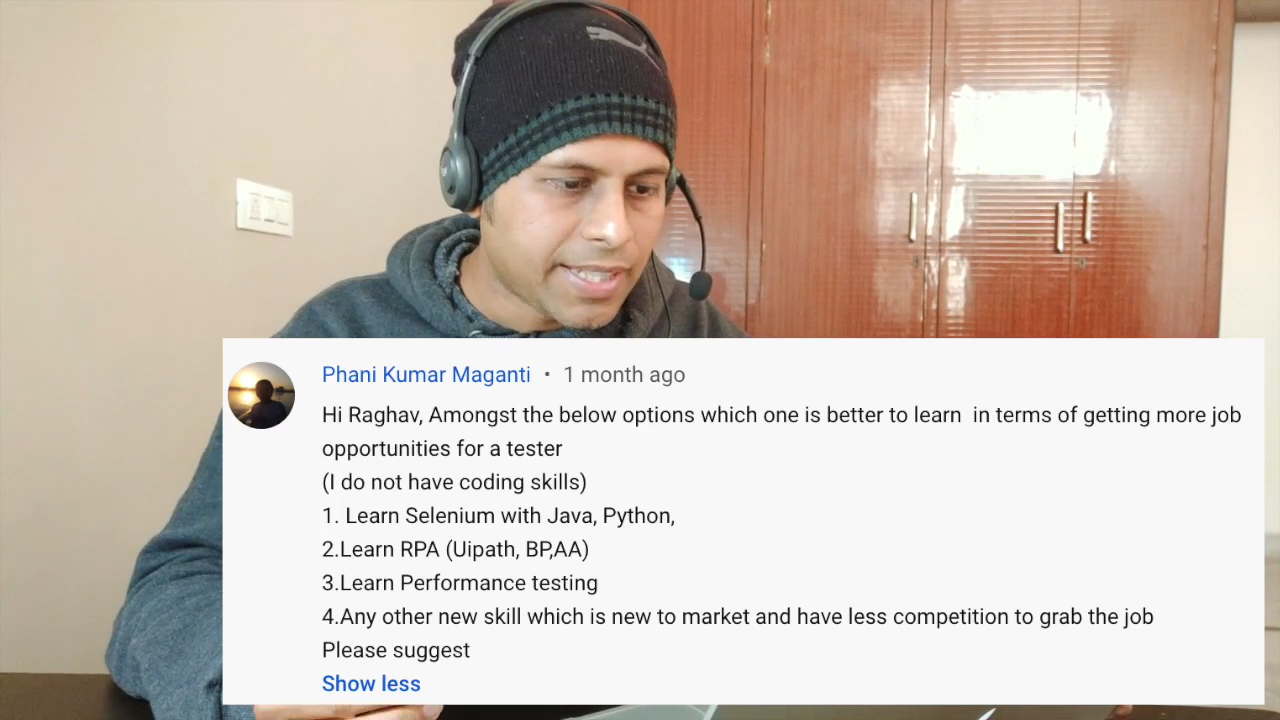 Phani Kumar Maganti • 1 month ago
Hi Raghav, Amongst the below options which one is better to learn  in terms of getting more job
opportunities for a tester
(I do not have coding skills)
1. Learn Selenium with Java, Python,
2.Learn RPA (Uipath, BP,AA)
3.Learn Performance testing
4.Any other new skill which is new to market and have less competition to grab the job
Please suggest
Show less